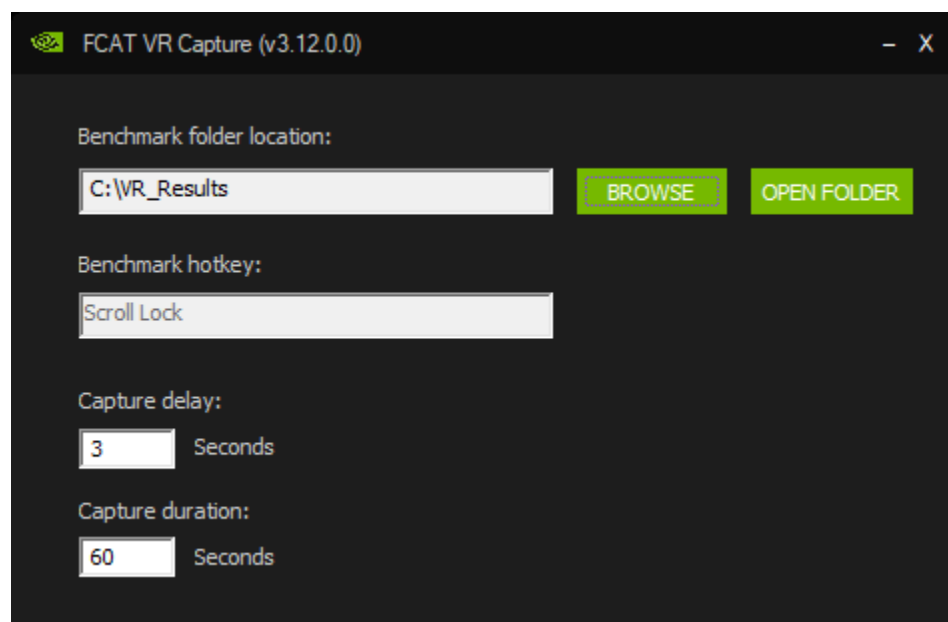 FCAT VR Capture (v3.12.0.0) – X
Benchmark folder location:
C:\VR_Results BROWSE OPEN FOLDER
Benchmark hotkey:
Scroll Lock
Capture delay:
3 Seconds
Capture duration:
60 Seconds